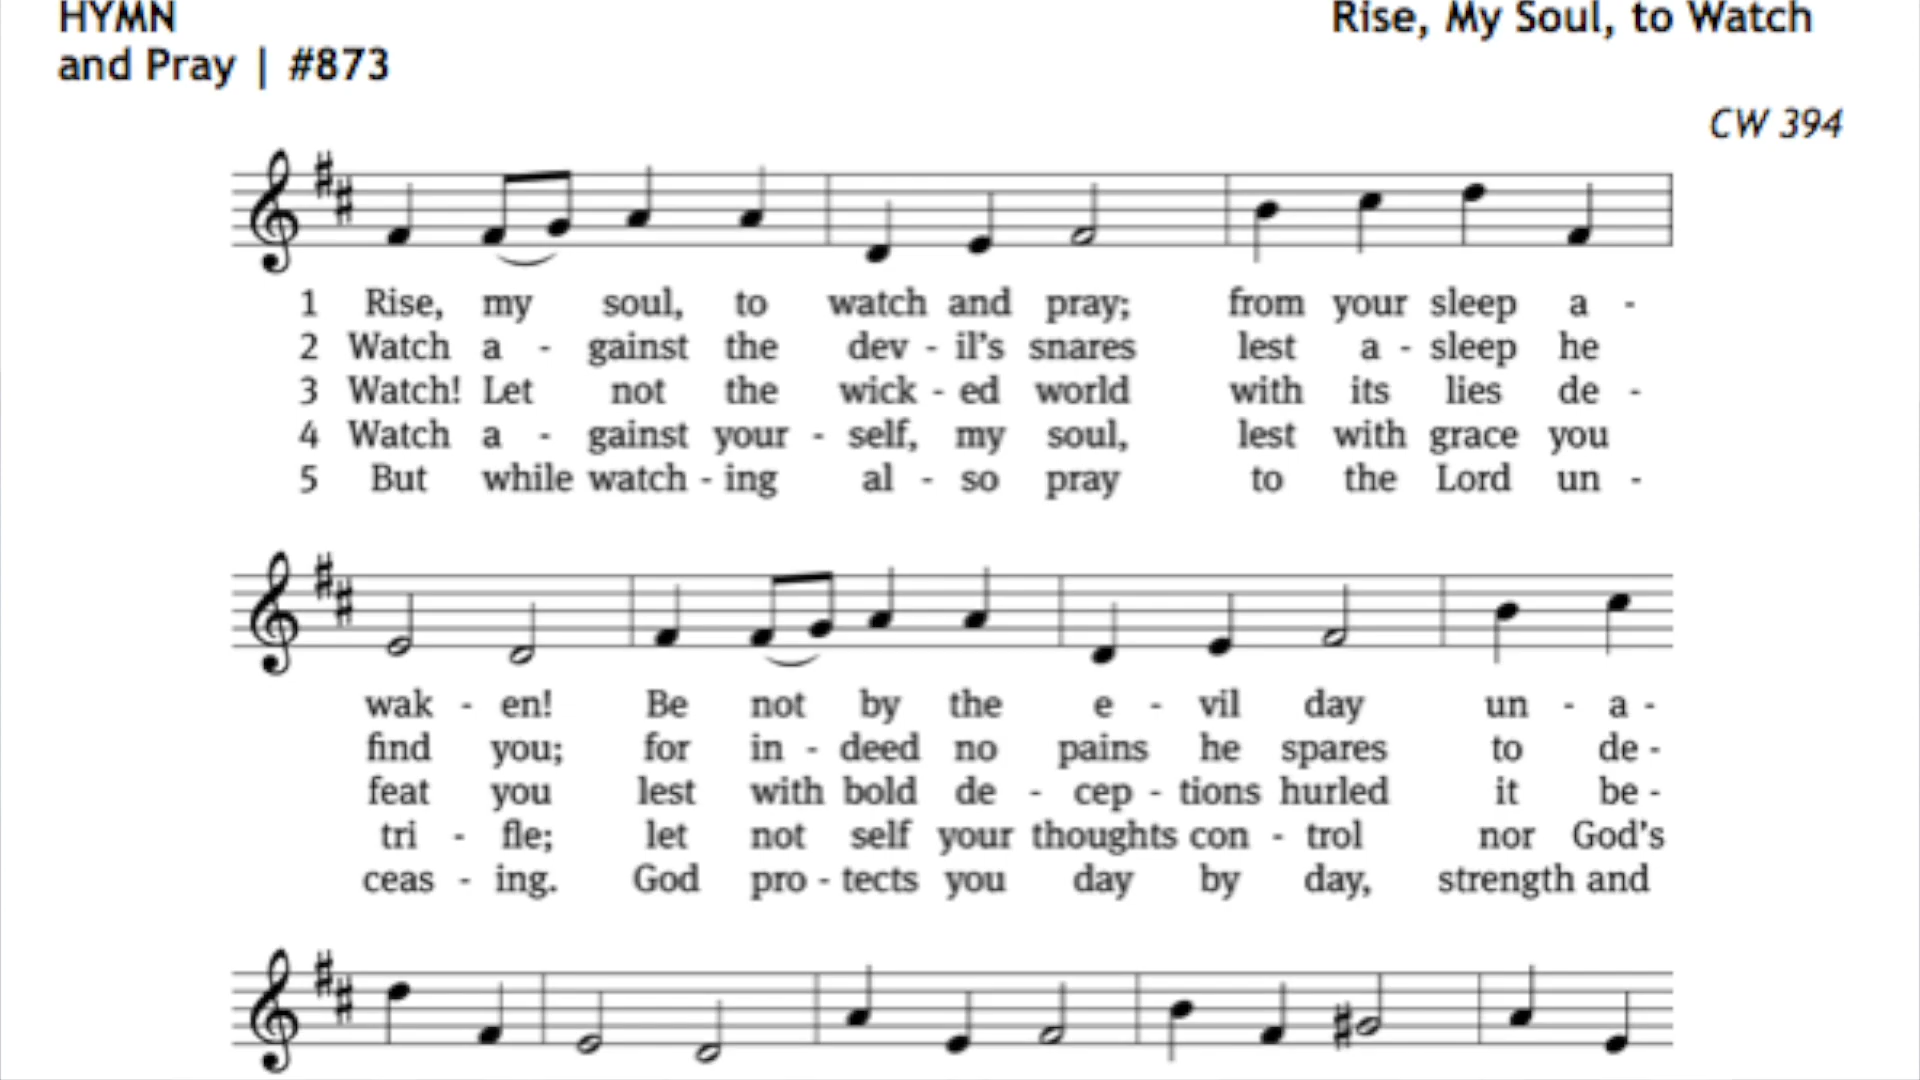 HYMN Rise, My Soul, to Watch
and Pray | #873
CW 394
1 Rise, my soul, to watch and pray; from your sleep a -
2 Watch a - gainst the dev - il's snares lest a - sleep he
3 Watch! Let not the wick - ed world with its lies de -
4 Watch a - gainst your - self, my soul, lest with grace you
5 But while watch - ing al - so pray to the Lord un -
wak - en! Be not by the e - vil day un - a -
find you; for in - deed no pains he spares to de -
feat you lest with bold de - cep - tions hurled it be -
tri - fle; let not self your thoughts con - trol nor God's
ceas - ing. God pro - tects you day by day, strength and